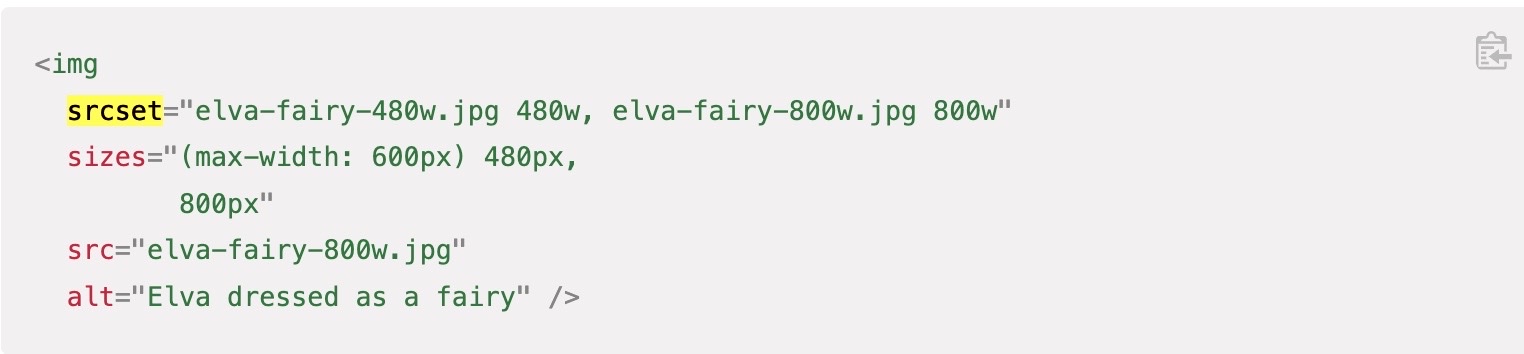 <img
srcset="elva-fairy-480w.jpg 480w, elva-fairy-800w.jpg 800w"
sizes="(max-width: 600px) 480px,
800px"
src="elva-fairy-800w.jpg"
alt="Elva dressed as a fairy" />